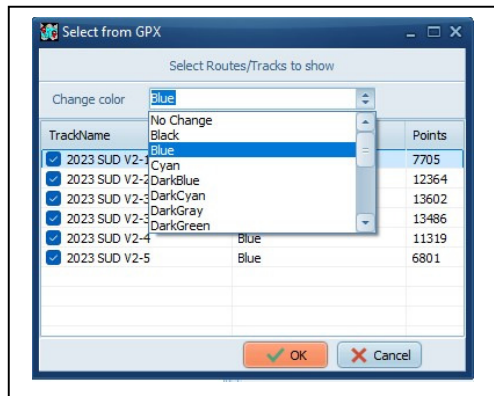 Select from GPX
Select Routes/Tracks to show
Change color Blue
No Change
Black
Blue
Cyan
DarkBlue
DarkCyan
DarkGray
DarkGreen
TrackName Points
2023 SUD V2-1 7705
2023 SUD V2-2 12364
2023 SUD V2-3 13602
2023 SUD V2-3 13486
2023 SUD V2-4 Blue 11319
2023 SUD V2-5 Blue 6801
OK Cancel